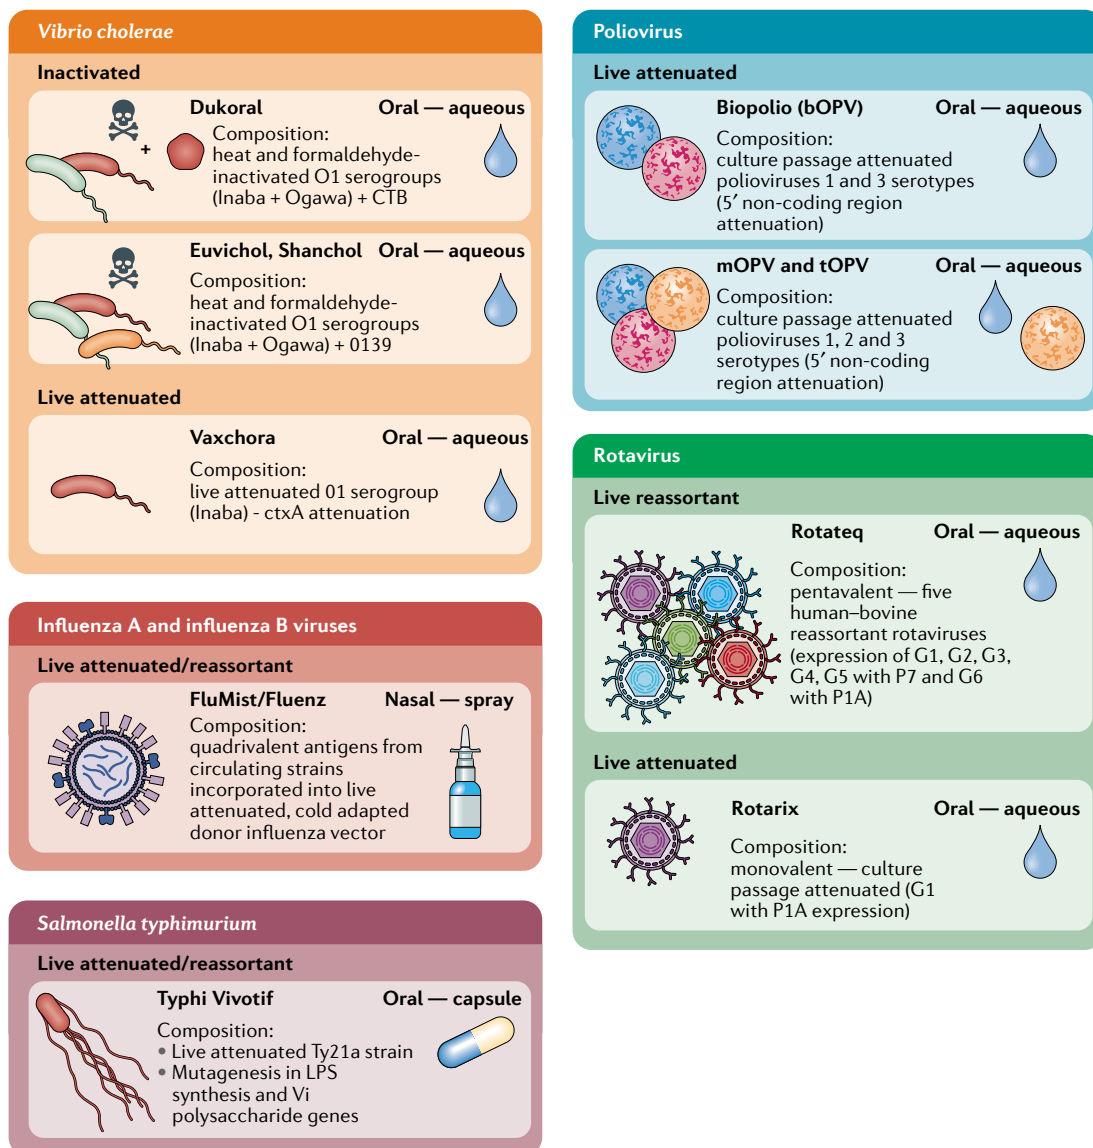 Vibrio cholerae
Inactivated
Dukoral
Oral — aqueous
+
Composition:
heat and formaldehyde-
inactivated O1 serogroups
(Inaba + Ogawa) + CTB
Euvichol, Shanchol
Oral — aqueous
Composition:
heat and formaldehyde-
inactivated O1 serogroups
(Inaba + Ogawa) + 0139
Live attenuated
Vaxchora
Oral — aqueous
Composition:
live attenuated 01 serogroup
(Inaba) - ctxA attenuation
Influenza A and influenza B viruses
Live attenuated/reassortant
FluMist/Fluenz
Nasal — spray
Composition:
quadrivalent antigens from
circulating strains
incorporated into live
attenuated, cold adapted
donor influenza vector
Salmonella typhimurium
Live attenuated/reassortant
Typhi Vivotif
Oral — capsule
Composition:
• Live attenuated Ty21a strain
• Mutagenesis in LPS
synthesis and Vi
polysaccharide genes
Poliovirus
Live attenuated
Biopolio (bOPV)
Oral — aqueous
Composition:
culture passage attenuated
polioviruses 1 and 3 serotypes
(5′ non-coding region
attenuation)
mOPV and tOPV
Oral — aqueous
Composition:
culture passage attenuated
polioviruses 1, 2 and 3
serotypes (5′ non-coding
region attenuation)
Rotavirus
Live reassortant
Rotateq
Oral — aqueous
Composition:
pentavalent — five
human–bovine
reassortant rotaviruses
(expression of G1, G2, G3,
G4, G5 with P7 and G6
with P1A)
Live attenuated
Rotarix
Oral — aqueous
Composition:
monovalent — culture
passage attenuated (G1
with P1A expression)